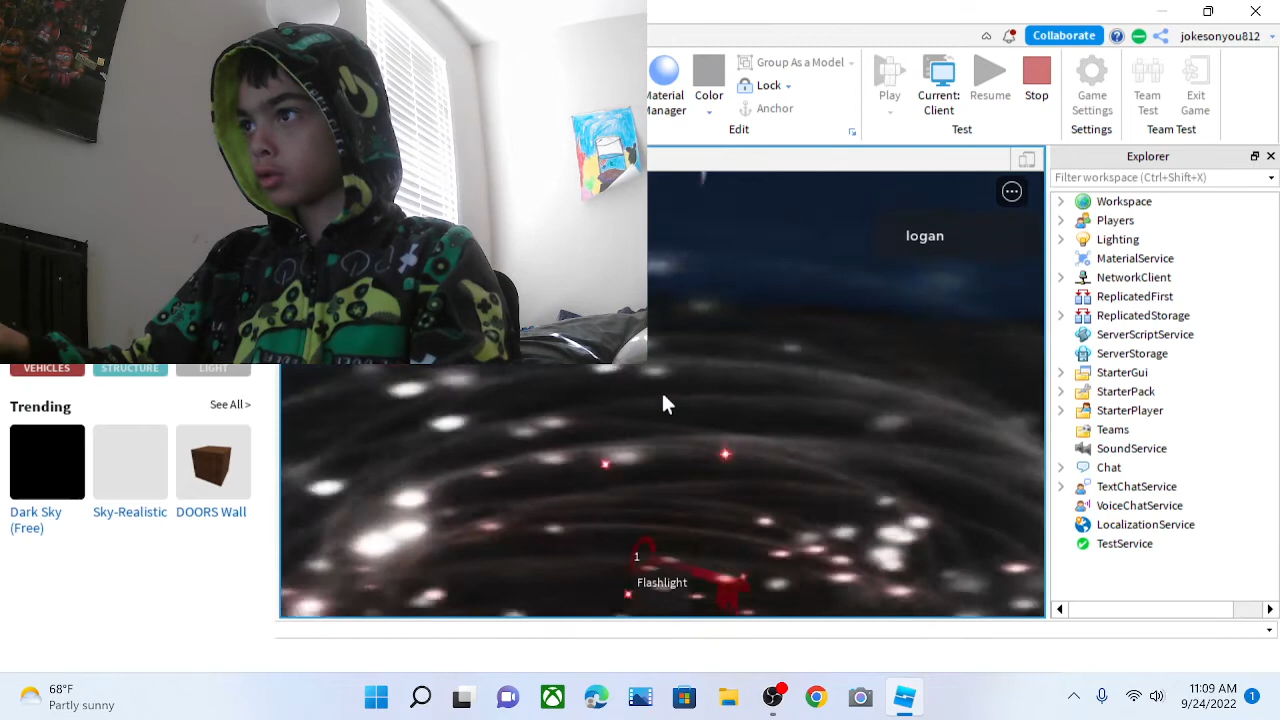 Collaborate
jokesonyou812
Group As a Model
Lock
Anchor
Material Manager
Color
Edit
Play
Current: Client
Resume
Stop
Test
Game Settings
Settings
Team Test
Exit Game
Team Test
Explorer
Filter workspace (Ctrl+Shift+X)
Workspace
Players
Lighting
MaterialService
NetworkClient
ReplicatedFirst
ReplicatedStorage
ServerScriptService
ServerStorage
StarterGui
StarterPack
StarterPlayer
Teams
SoundService
Chat
TextChatService
VoiceChatService
LocalizationService
TestService
logan
1
Flashlight
VEHICLES
STRUCTURE
LIGHT
Trending
See All >
Dark Sky (Free)
Sky-Realistic
DOORS Wall
68°F
Partly sunny
11:09 AM
9/24/2022
1